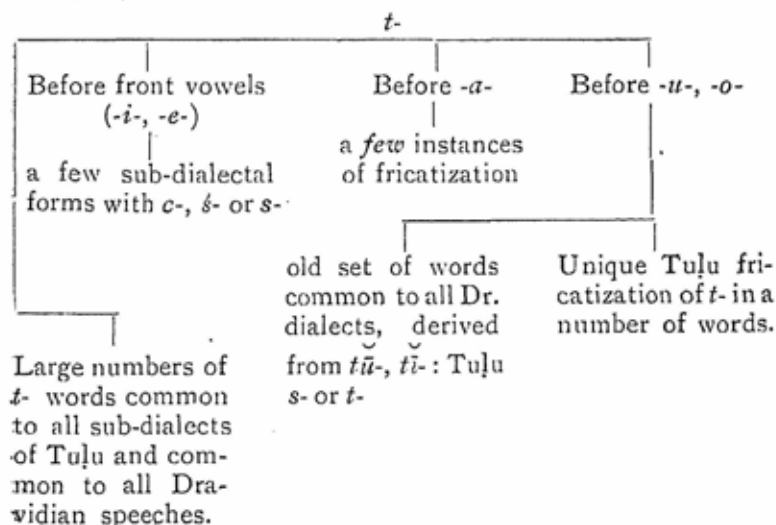 t-
Before front vowels
(-i-, -e-)
a few sub-dialectal
forms with c-, ś- or s-
Before -a-
a few instances
of fricatization
Before -u-, -o-
old set of words
common to all Dr.
dialects, derived
from tū̆-, tī̆- : Tuḷu
s- or t-
Unique Tuḷu fri-
catization of t- in a
number of words.
Large numbers of
t- words common
to all sub-dialects
of Tuḷu and com-
mon to all Dra-
vidian speeches.